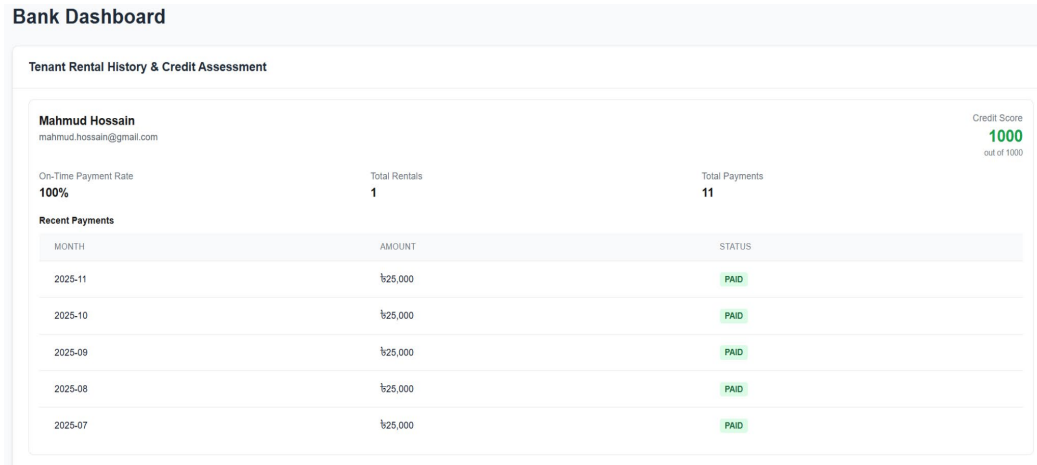 Bank Dashboard
Tenant Rental History & Credit Assessment
Mahmud Hossain
mahmud.hossain@gmail.com
Credit Score
1000
out of 1000
On-Time Payment Rate Total Rentals Total Payments
100% 1 11
Recent Payments
MONTH AMOUNT STATUS
2025-11 ৳25,000 PAID
2025-10 ৳25,000 PAID
2025-09 ৳25,000 PAID
2025-08 ৳25,000 PAID
2025-07 ৳25,000 PAID